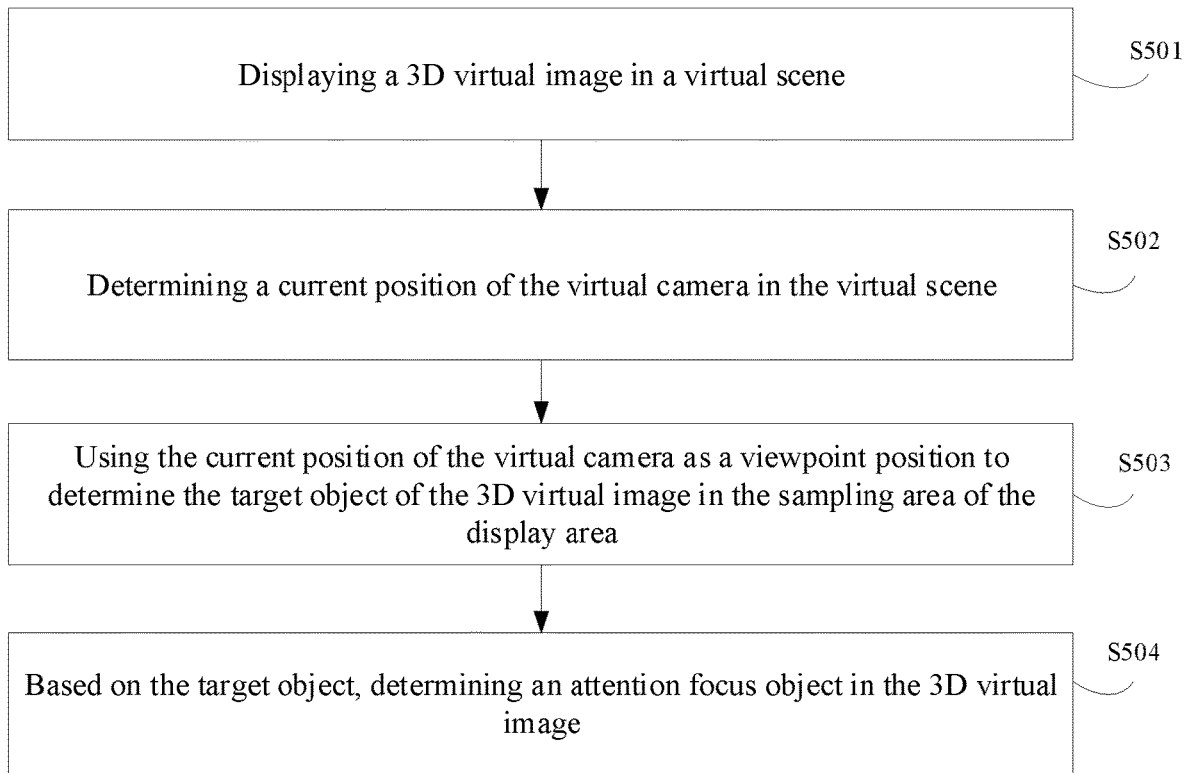 Displaying a 3D virtual image in a virtual scene
S501
Determining a current position of the virtual camera in the virtual scene
S502
Using the current position of the virtual camera as a viewpoint position to
determine the target object of the 3D virtual image in the sampling area of the
display area
S503
Based on the target object, determining an attention focus object in the 3D virtual
image
S504